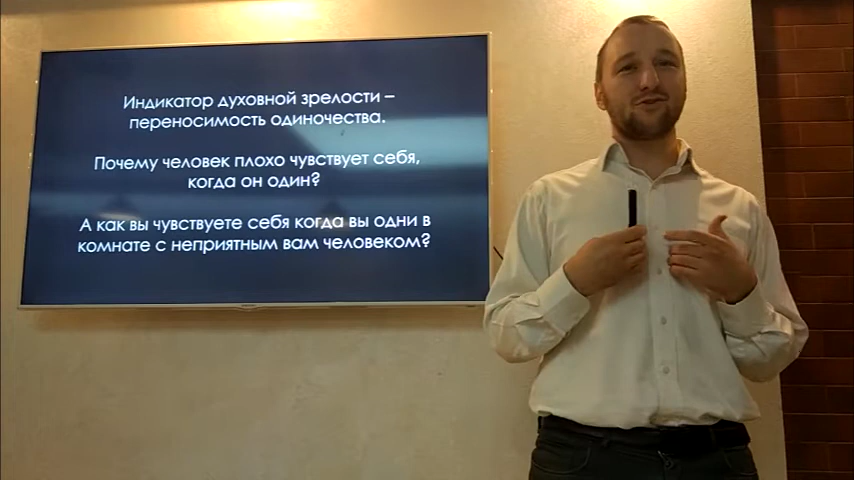 Индикатор духовной зрелости –
переносимость одиночества.
Почему человек плохо чувствует себя,
когда он один?
А как вы чувствуете себя когда вы одни в
комнате с неприятным вам человеком?